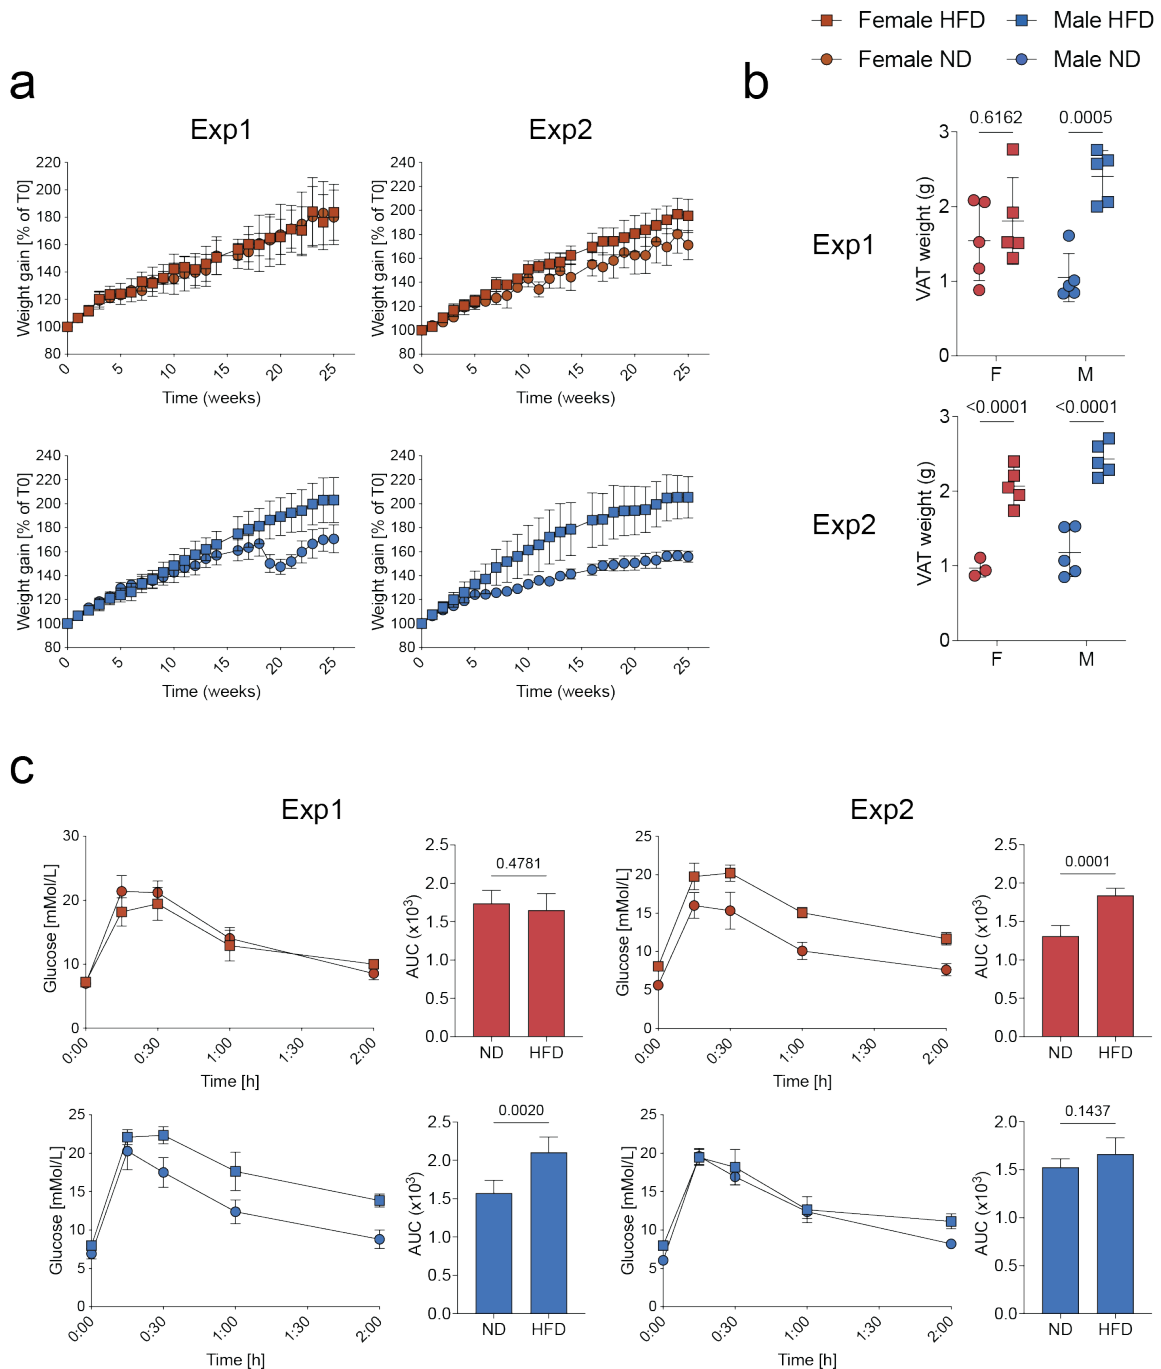 Female HFD Male HFD
Female ND Male ND
a
b
Exp1 Exp2
Weight gain [% of T0]
220
200
180
160
140
120
100
80
0 5 10 15 20 25
Time (weeks)
Weight gain [% of T0]
240
220
200
180
160
140
120
100
80
0 5 10 15 20 25
Time (weeks)
Weight gain [% of T0]
240
220
200
180
160
140
120
100
80
0 5 10 15 20 25
Time (weeks)
Weight gain [% of T0]
240
220
200
180
160
140
120
100
80
0 5 10 15 20 25
Time (weeks)
Exp1
0.6162 0.0005
VAT weight (g)
3
2
1
0
F M
Exp2
<0.0001 <0.0001
VAT weight (g)
3
2
1
0
F M
c
Exp1 Exp2
Glucose [mMol/L]
30
20
10
0
0:00 0:30 1:00 1:30 2:00
Time [h]
AUC (x10³)
2.5
2.0
1.5
1.0
0.5
0.0
0.4781
ND HFD
Glucose [mMol/L]
25
20
15
10
5
0
0:00 0:30 1:00 1:30 2:00
Time [h]
AUC (x10³)
2.5
2.0
1.5
1.0
0.5
0.0
0.0001
ND HFD
Glucose [mMol/L]
25
20
15
10
5
0
0:00 0:30 1:00 1:30 2:00
Time [h]
AUC (x10³)
2.5
2.0
1.5
1.0
0.5
0.0
0.0020
ND HFD
Glucose [mMol/L]
25
20
15
10
5
0
0:00 0:30 1:00 1:30 2:00
Time [h]
AUC (x10³)
2.0
1.5
1.0
0.5
0.0
0.1437
ND HFD